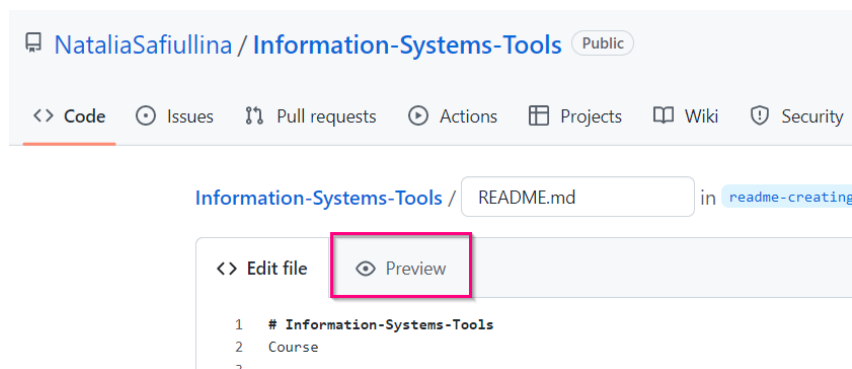 NataliaSafiullina / Information-Systems-Tools Public
<> Code Issues Pull requests Actions Projects Wiki Security
Information-Systems-Tools / README.md in readme-creating
<> Edit file Preview
1 # Information-Systems-Tools
2 Course